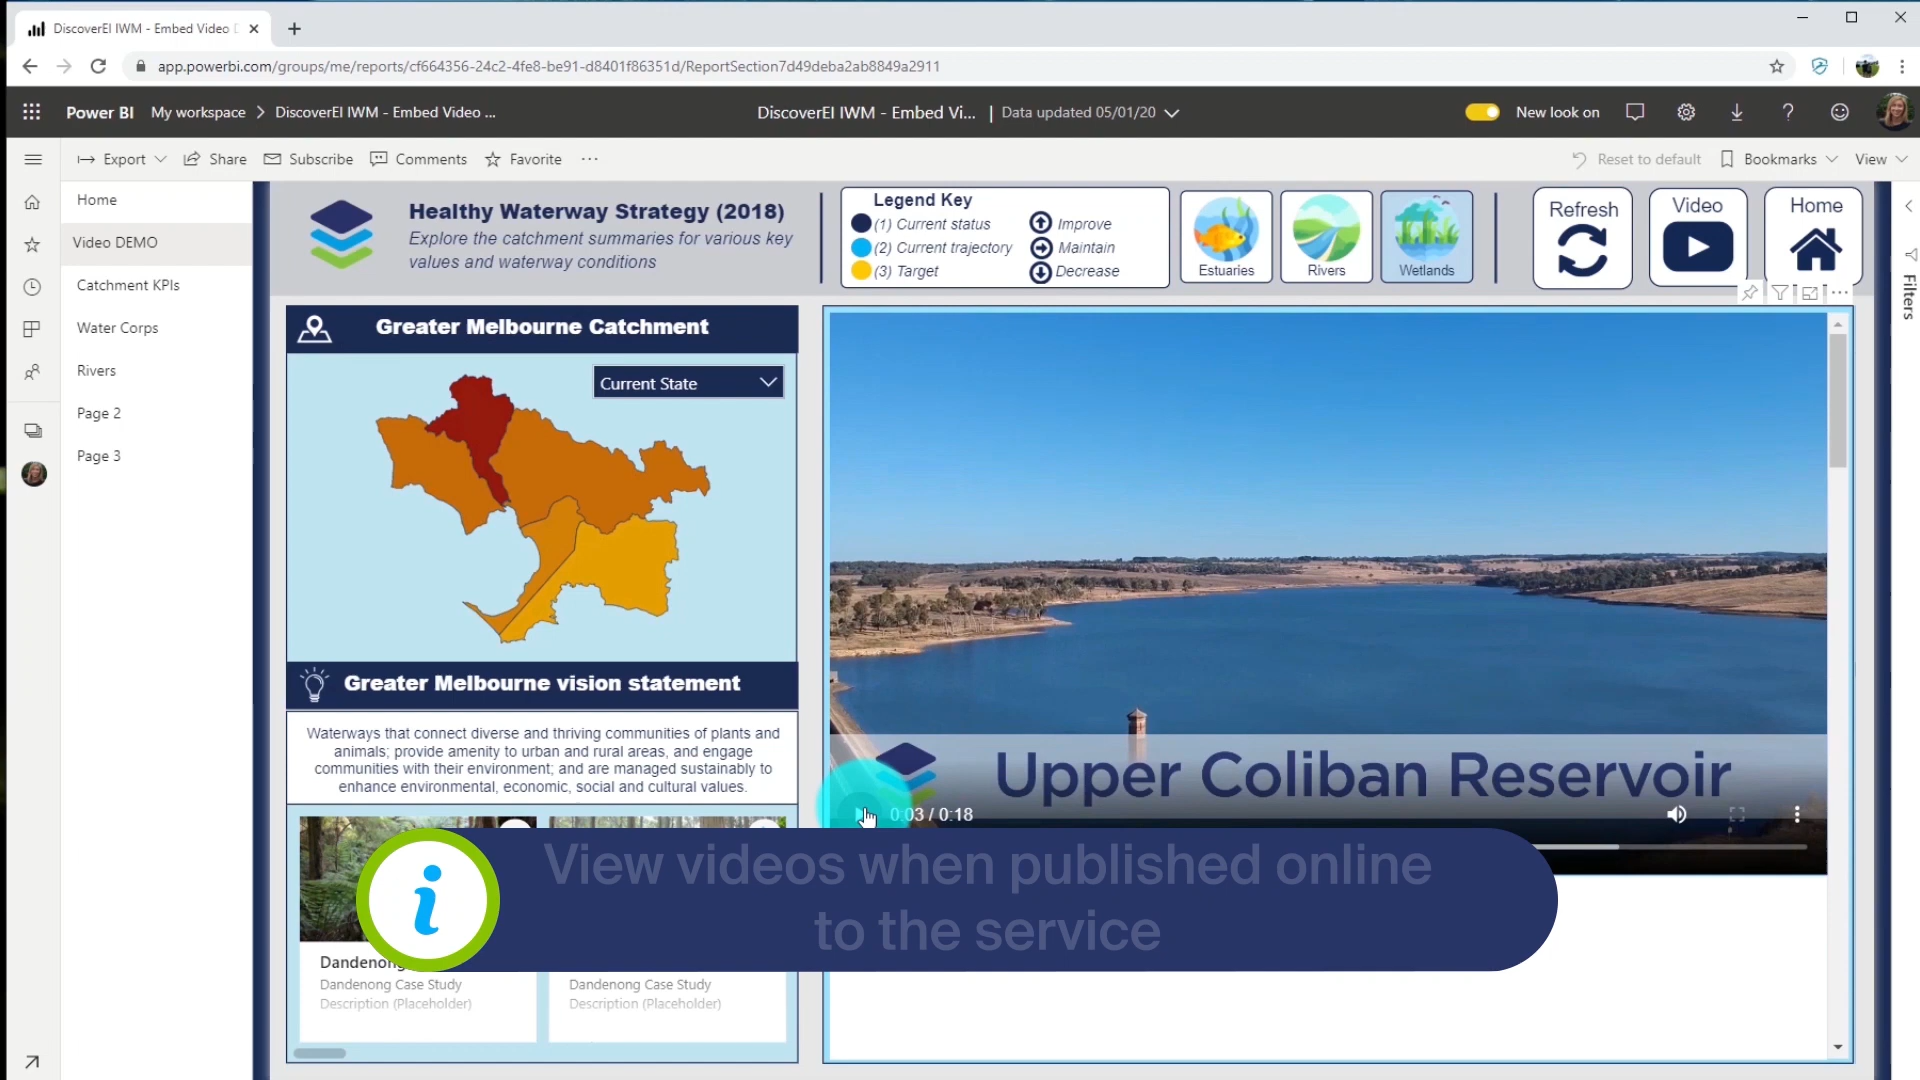 DiscoverEI IWM - Embed Video
app.powerbi.com/groups/me/reports/cf664356-24c2-4fe8-be91-d8401f86351d/ReportSection7d49deba2ab8849a2911
Power BI My workspace > DiscoverEI IWM - Embed Video ...
DiscoverEI IWM - Embed Vi... | Data updated 05/01/20
New look on
Export Share Subscribe Comments Favorite ...
Reset to default Bookmarks View
Home
Video DEMO
Catchment KPIs
Water Corps
Rivers
Page 2
Page 3
Healthy Waterway Strategy (2018)
Explore the catchment summaries for various key
values and waterway conditions
Legend Key
(1) Current status Improve
(2) Current trajectory Maintain
(3) Target Decrease
Estuaries
Rivers
Wetlands
Refresh
Video
Home
Filters
Greater Melbourne Catchment
Current State
Greater Melbourne vision statement
Waterways that connect diverse and thriving communities of plants and
animals; provide amenity to urban and rural areas, and engage
communities with their environment; and are managed sustainably to
enhance environmental, economic, social and cultural values.
Upper Coliban Reservoir
0:03 / 0:18
View videos when published online
to the service
i
Dandenong
Dandenong Case Study
Description (Placeholder)
Dandenong Case Study
Description (Placeholder)